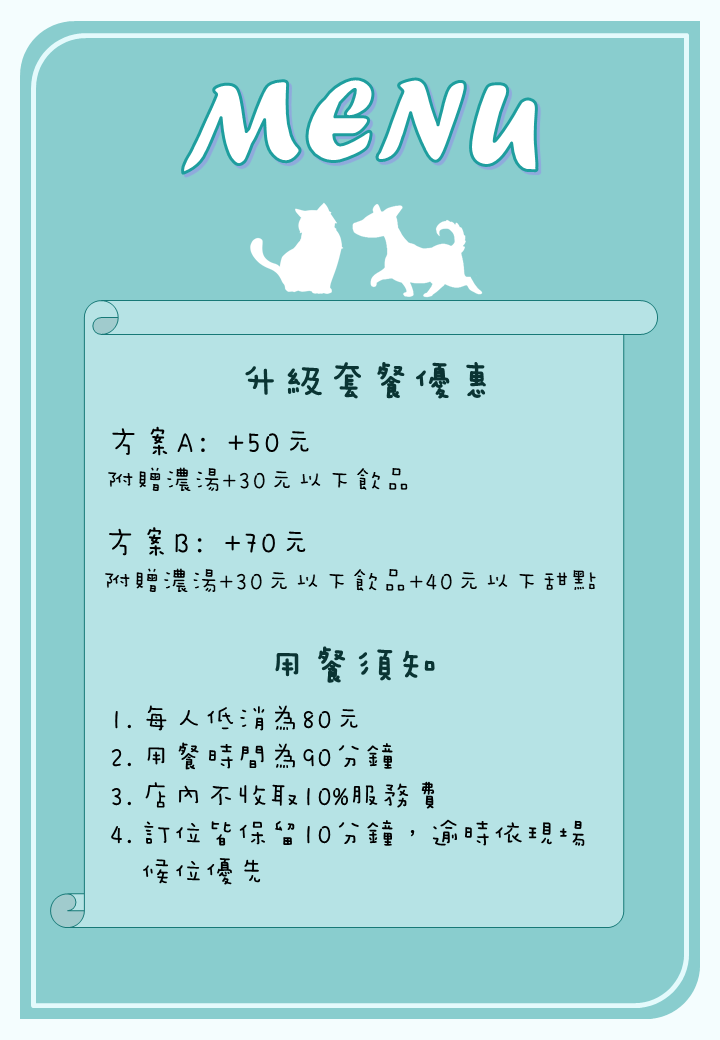 MENU
升級套餐優惠
方案A: +50元
附贈濃湯+30元以下飲品
方案B: +70元
附贈濃湯+30元以下飲品+40元以下甜點
用餐須知
1. 每人低消為80元
2. 用餐時間為90分鐘
3. 店內不收取10%服務費
4. 訂位皆保留10分鐘，逾時依現場
候位優先